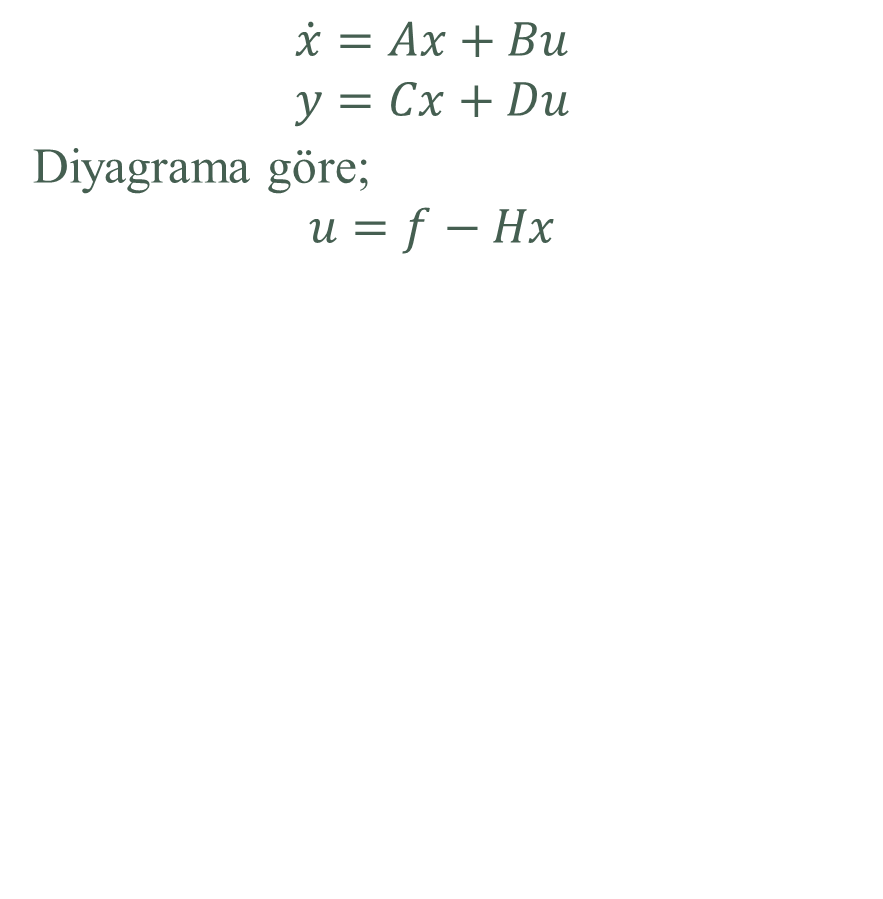 ẋ = Ax + Bu
y = Cx + Du
Diyagrama göre;
u = f − Hx